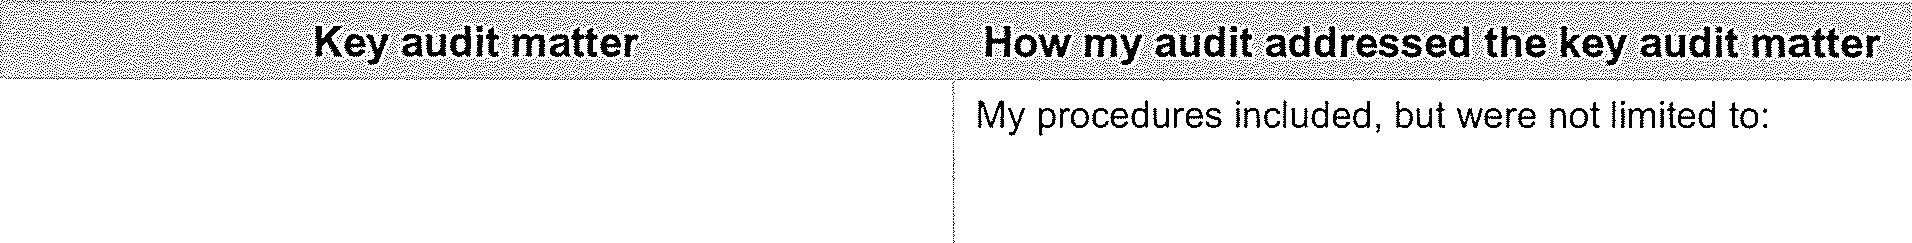 Key audit matter
How my audit addressed the key audit matter
My procedures included, but were not limited to: